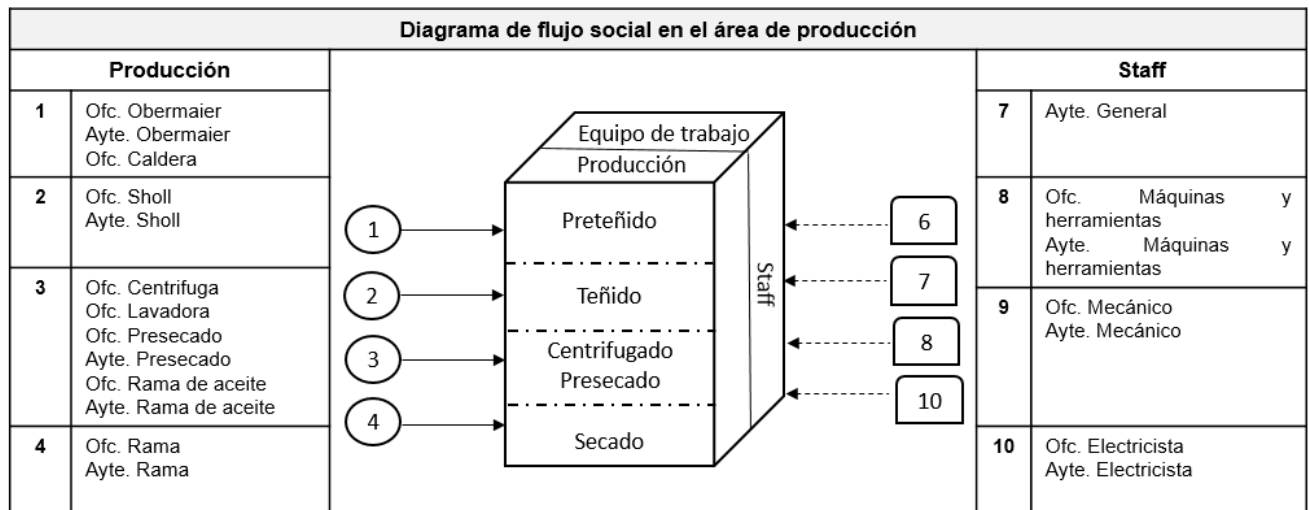 Diagrama de flujo social en el área de producción
Producción
1
Ofc. Obermaier
Ayte. Obermaier
Ofc. Caldera
2
Ofc. Sholl
Ayte. Sholl
3
Ofc. Centrifuga
Ofc. Lavadora
Ofc. Presecado
Ayte. Presecado
Ofc. Rama de aceite
Ayte. Rama de aceite
4
Ofc. Rama
Ayte. Rama
Equipo de trabajo
Producción
Preteñido
Teñido
Centrifugado
Presecado
Secado
Staff
1
2
3
4
6
7
8
10
Staff
7
Ayte. General
8
Ofc. Máquinas y
herramientas
Ayte. Máquinas y
herramientas
9
Ofc. Mecánico
Ayte. Mecánico
10
Ofc. Electricista
Ayte. Electricista